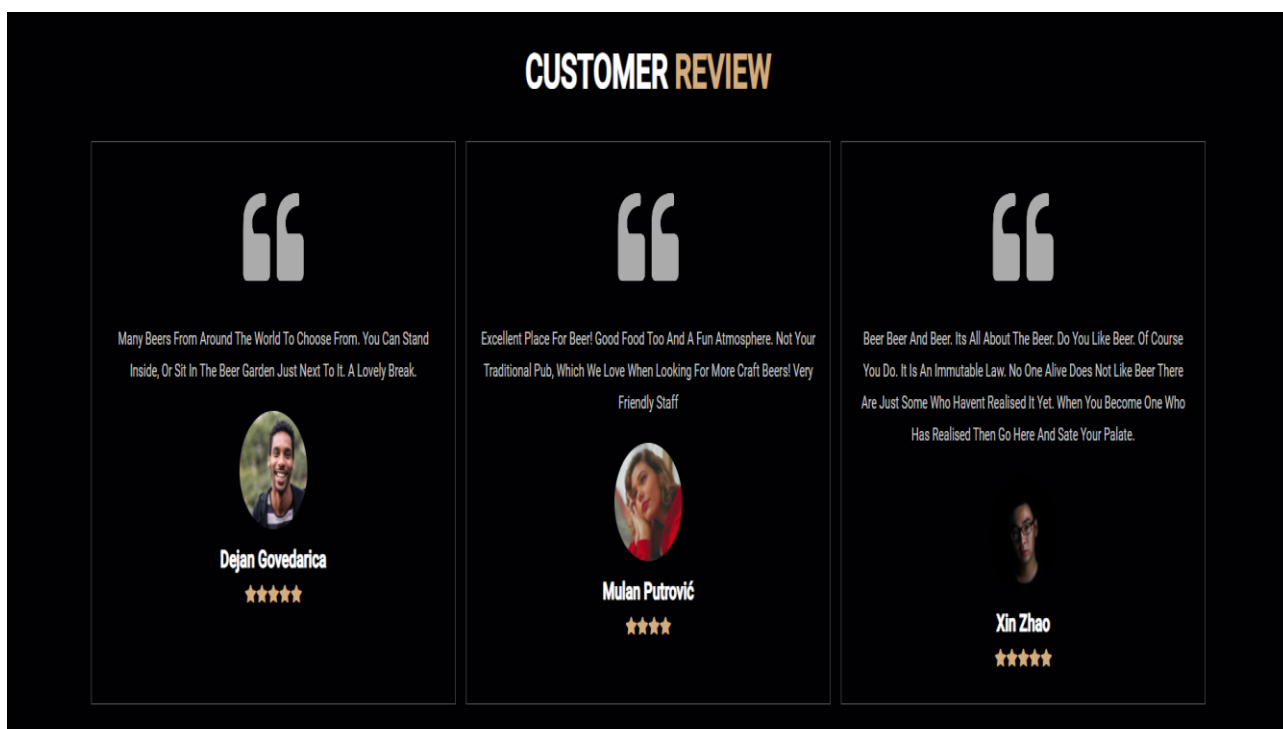 CUSTOMER REVIEW
Many Beers From Around The World To Choose From. You Can Stand
Inside, Or Sit In The Beer Garden Just Next To It. A Lovely Break.
Dejan Govedarica
Excellent Place For Beer! Good Food Too And A Fun Atmosphere. Not Your
Traditional Pub, Which We Love When Looking For More Craft Beers! Very
Friendly Staff
Mulan Putrović
Beer Beer And Beer. Its All About The Beer. Do You Like Beer. Of Course
You Do. It Is An Immutable Law. No One Alive Does Not Like Beer There
Are Just Some Who Havent Realised It Yet. When You Become One Who
Has Realised Then Go Here And Sate Your Palate.
Xin Zhao